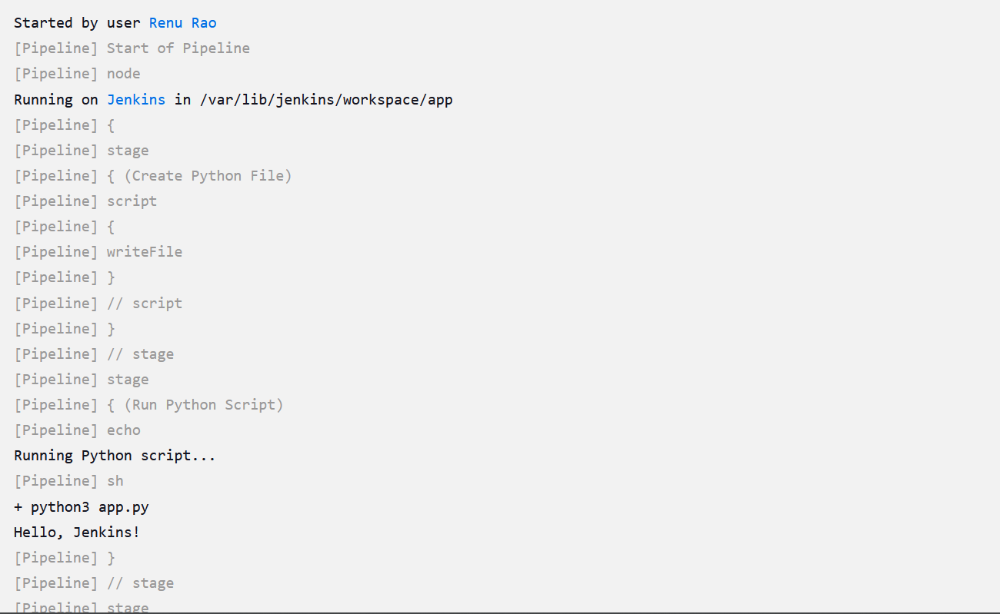 Started by user Renu Rao
[Pipeline] Start of Pipeline
[Pipeline] node
Running on Jenkins in /var/lib/jenkins/workspace/app
[Pipeline] {
[Pipeline] stage
[Pipeline] { (Create Python File)
[Pipeline] script
[Pipeline] {
[Pipeline] writeFile
[Pipeline] }
[Pipeline] // script
[Pipeline] }
[Pipeline] // stage
[Pipeline] stage
[Pipeline] { (Run Python Script)
[Pipeline] echo
Running Python script...
[Pipeline] sh
+ python3 app.py
Hello, Jenkins!
[Pipeline] }
[Pipeline] // stage
[Pipeline] stage